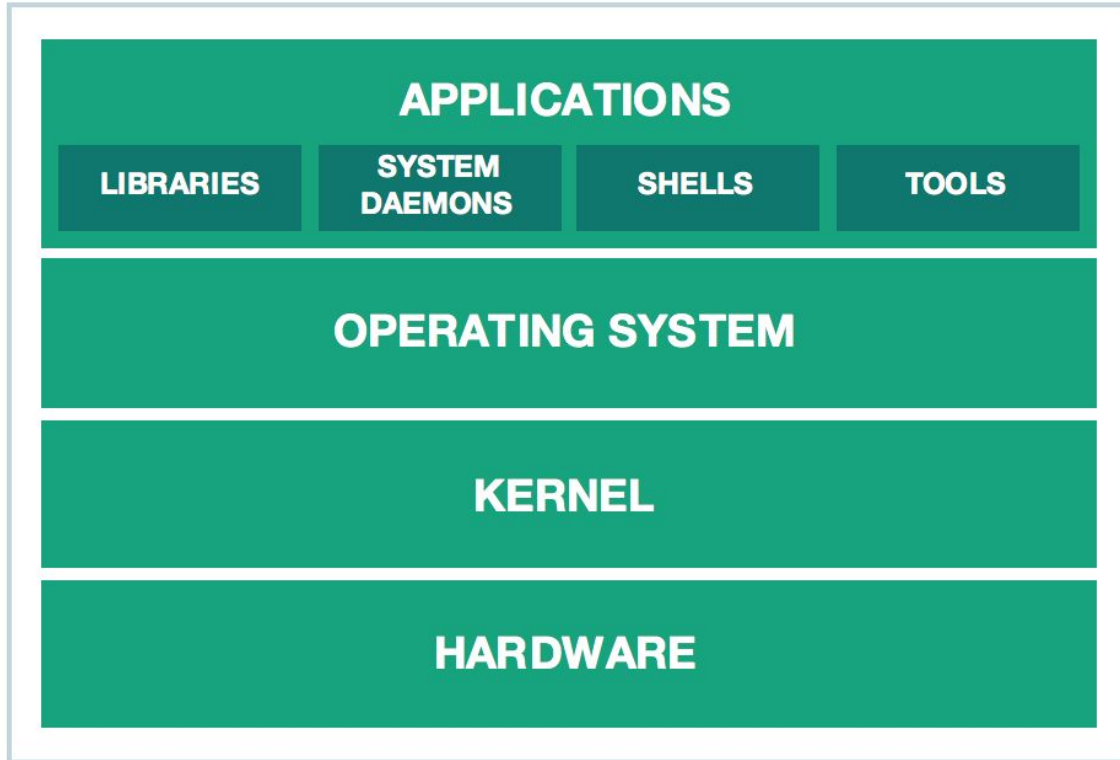 APPLICATIONS
LIBRARIES
SYSTEM
DAEMONS
SHELLS
TOOLS
OPERATING SYSTEM
KERNEL
HARDWARE